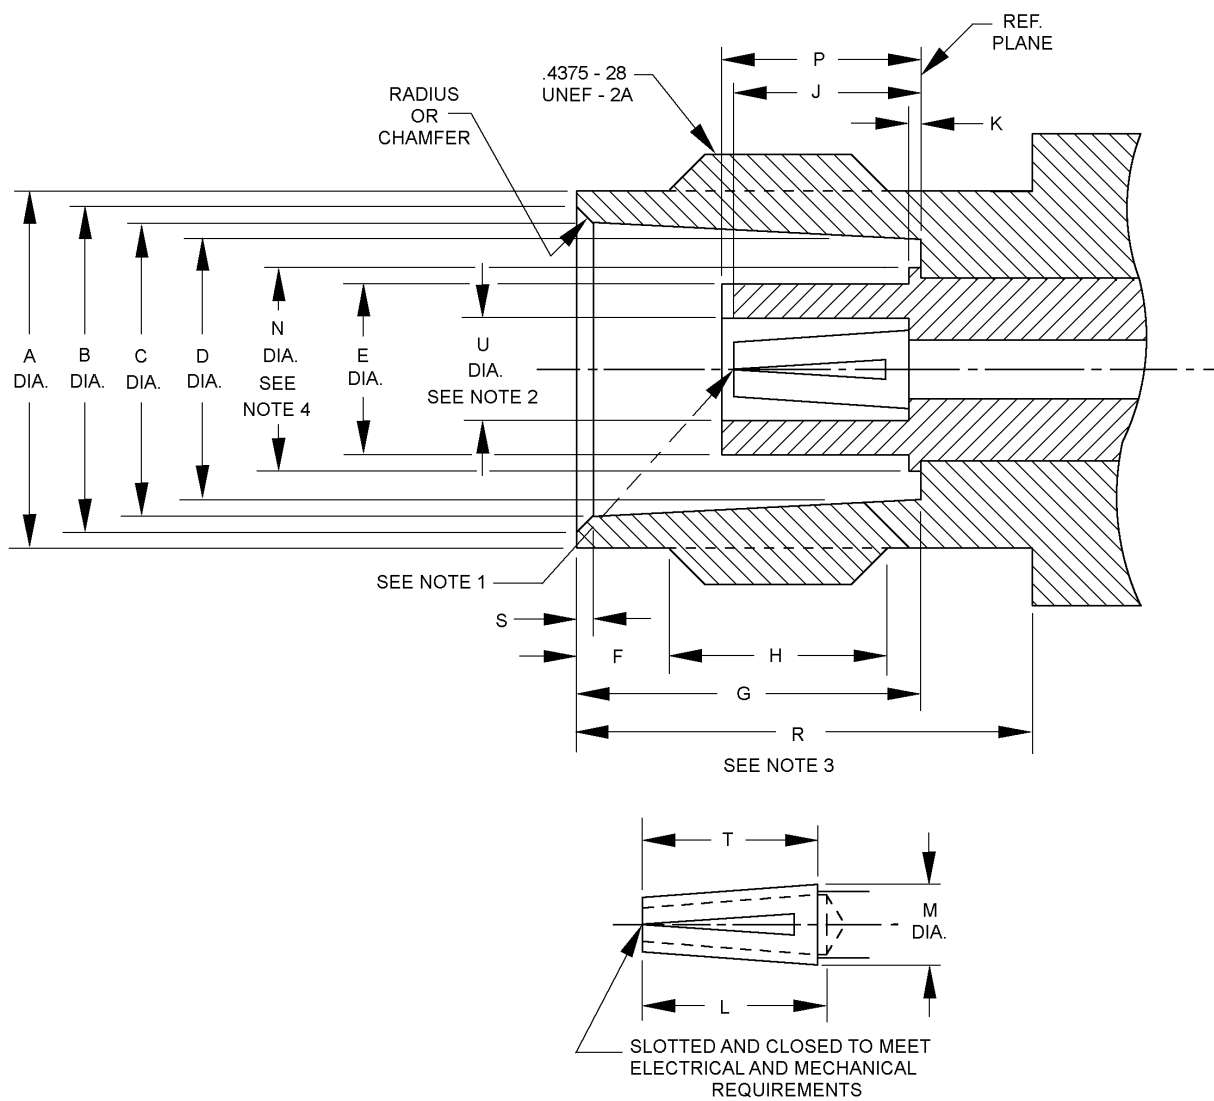 REF.
PLANE
P
.4375 - 28
UNEF - 2A
J
RADIUS
OR
CHAMFER
K
A
DIA.
B
DIA.
C
DIA.
D
DIA.
N
DIA.
SEE
NOTE 4
E
DIA.
U
DIA.
SEE NOTE 2
SEE NOTE 1
S
F
H
G
R
SEE NOTE 3
T
M
DIA.
L
SLOTTED AND CLOSED TO MEET
ELECTRICAL AND MECHANICAL
REQUIREMENTS